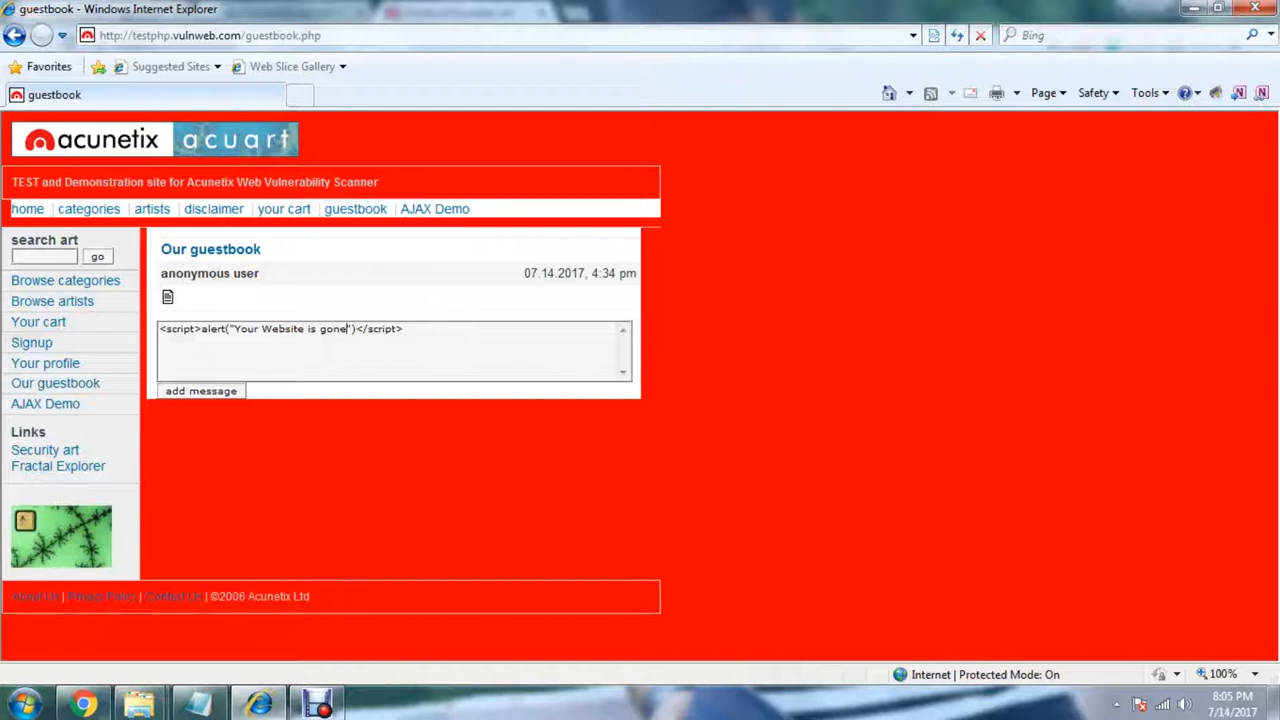 guestbook - Windows Internet Explorer
http://testphp.vulnweb.com/guestbook.php
Bing
Favorites
Suggested Sites
Web Slice Gallery
guestbook
Page
Safety
Tools
acunetix acuart
TEST and Demonstration site for Acunetix Web Vulnerability Scanner
home | categories | artists | disclaimer | your cart | guestbook | AJAX Demo
search art
go
Browse categories
Browse artists
Your cart
Signup
Your profile
Our guestbook
AJAX Demo
Links
Security art
Fractal Explorer
Our guestbook
anonymous user
07.14.2017, 4:34 pm
<script>alert("Your Website is gone")</script>
add message
About Us | Privacy Policy | Contact Us | ©2006 Acunetix Ltd
Internet | Protected Mode: On
100%
8:05 PM
7/14/2017